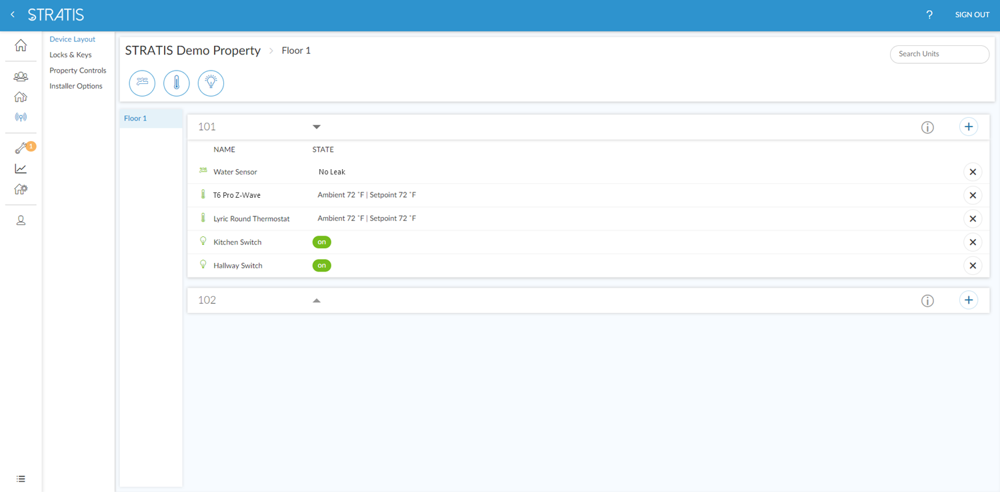 STRATIS
? SIGN OUT
Device Layout
Locks & Keys
Property Controls
Installer Options
STRATIS Demo Property > Floor 1
Search Units
1
Floor 1
101
NAME STATE
Water Sensor No Leak
T6 Pro Z-Wave Ambient 72 °F | Setpoint 72 °F
Lyric Round Thermostat Ambient 72 °F | Setpoint 72 °F
Kitchen Switch on
Hallway Switch on
102